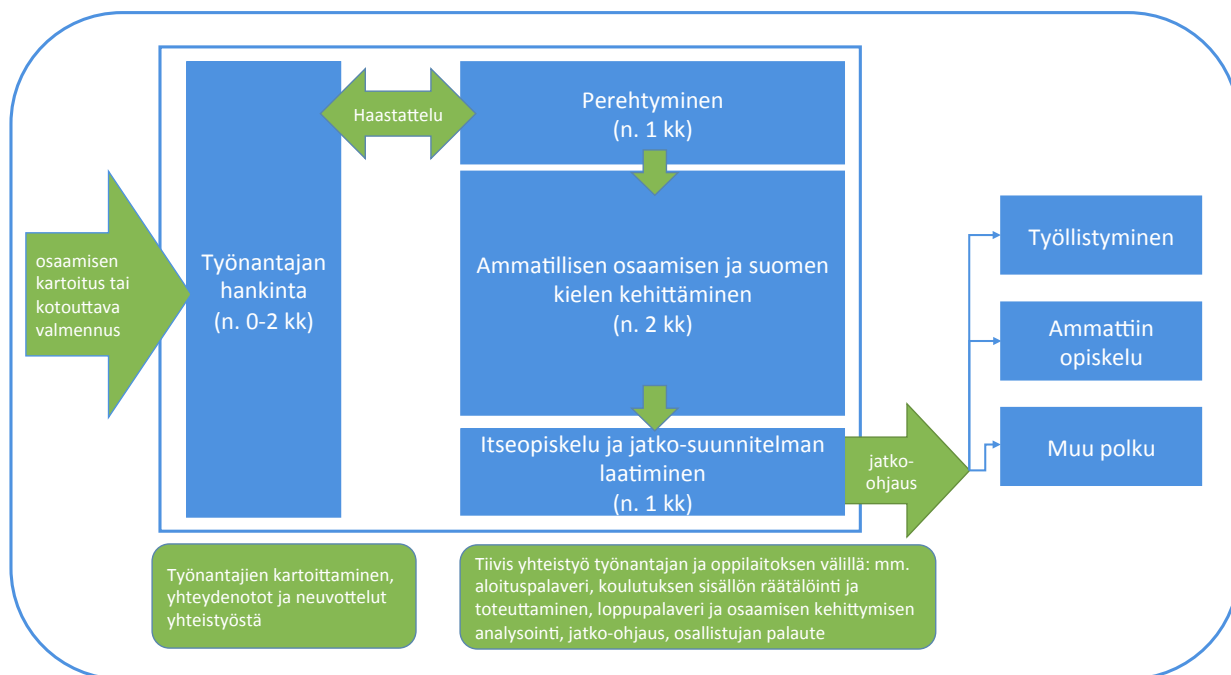 osaamisen
kartoitus tai
kotouttava
valmennus
Työnantajan
hankinta
(n. 0-2 kk)
Haastattelu
Perehtyminen
(n. 1 kk)
Ammatillisen osaamisen ja suomen
kielen kehittäminen
(n. 2 kk)
Itseopiskelu ja jatko-suunnitelman
laatiminen
(n. 1 kk)
jatko-
ohjaus
Työllistyminen
Ammattiin
opiskelu
Muu polku
Työnantajien kartoittaminen,
yhteydenotot ja neuvottelut
yhteistyöstä
Tiivis yhteistyö työnantajan ja oppilaitoksen välillä: mm.
aloituspalaveri, koulutuksen sisällön räätälöinti ja
toteuttaminen, loppupalaveri ja osaamisen kehittymisen
analysointi, jatko-ohjaus, osallistujan palaute